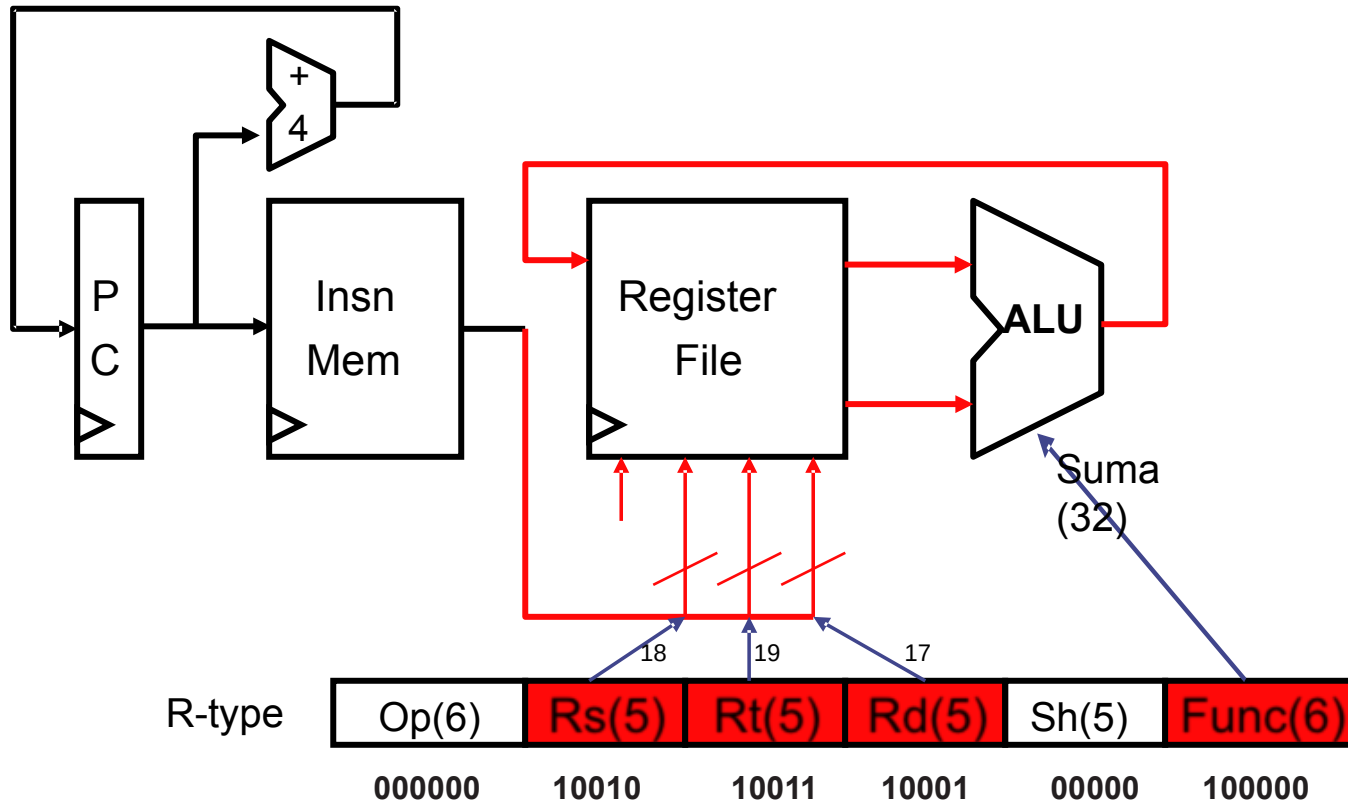 +
4
P
C
Insn
Mem
Register
File
ALU
Suma
(32)
18
19
17
R-type
Op(6)
Rs(5)
Rt(5)
Rd(5)
Sh(5)
Func(6)
000000
10010
10011
10001
00000
100000